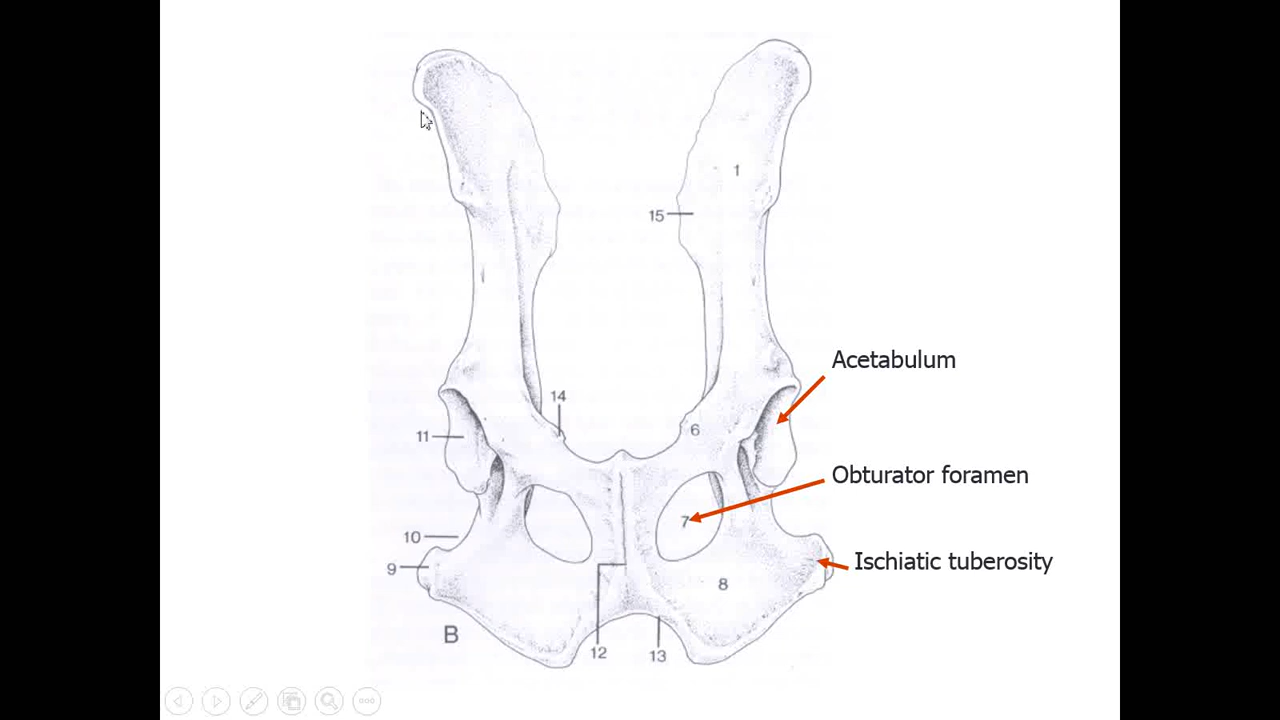 1
15
Acetabulum
14
6
11
Obturator foramen
7
10
Ischiatic tuberosity
9
8
B
12
13